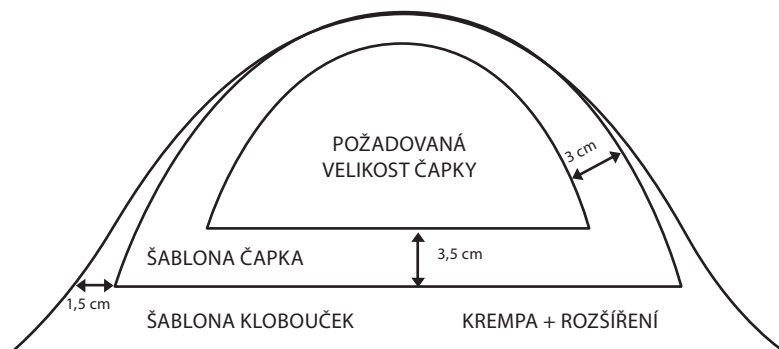 POŽADOVANÁ
VELIKOST ČAPKY
3 cm
ŠABLONA ČAPKA
3,5 cm
1,5 cm
ŠABLONA KLOBOUČEK
KREMPA + ROZŠÍŘENÍ